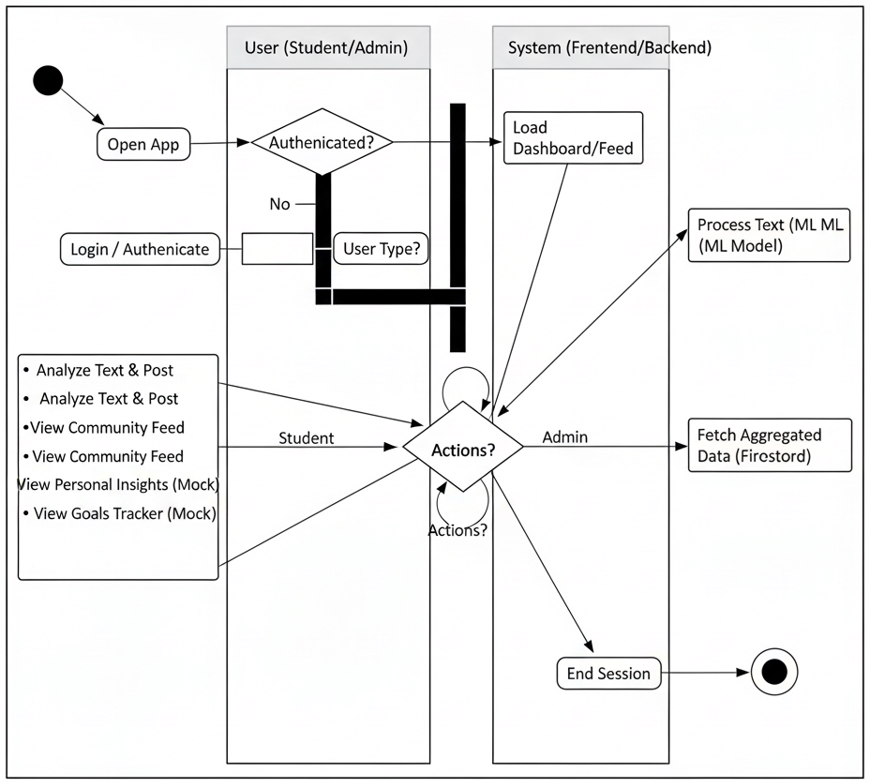 User (Student/Admin)
System (Frentend/Backend)
Open App
Authenicated?
Load
Dashboard/Feed
No
Login / Authenicate
User Type?
Process Text (ML ML
(ML Model)
• Analyze Text & Post
• Analyze Text & Post
•View Community Feed
• View Community Feed
View Personal Insights (Mock)
• View Goals Tracker (Mock)
Student
Actions?
Admin
Fetch Aggregated
Data (Firestord)
Actions?
End Session